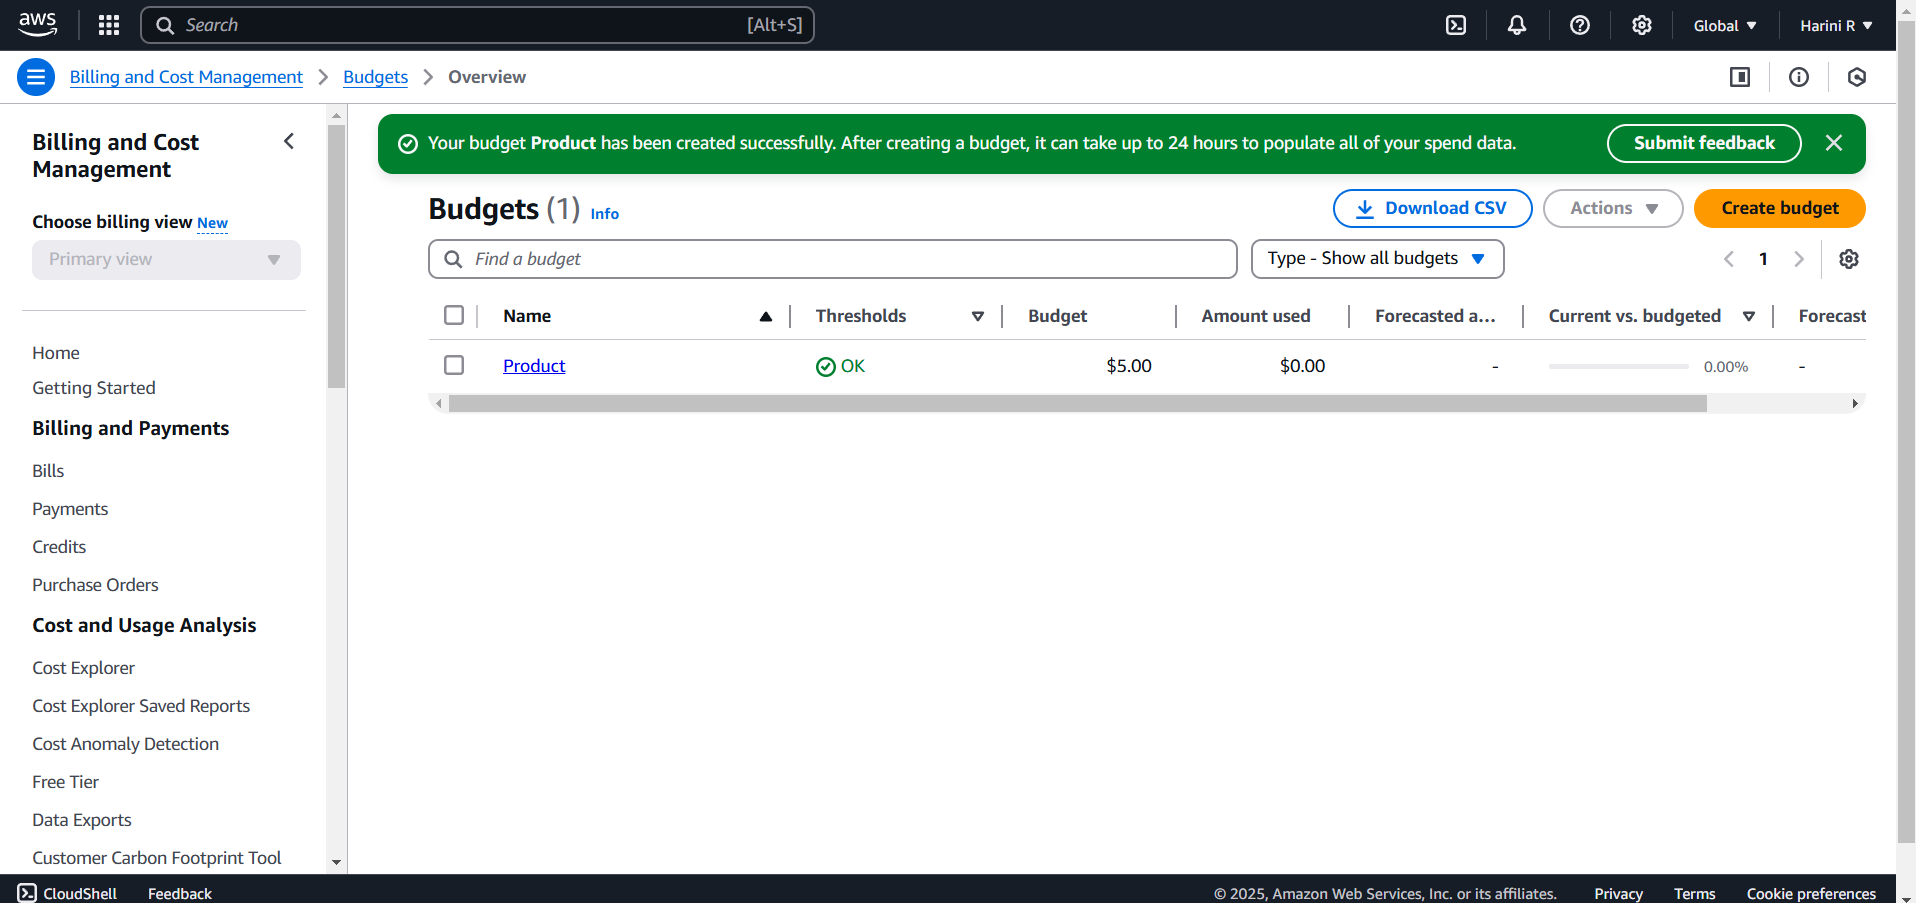 aws
Search [Alt+S]
Global ▼ Harini R ▼
Billing and Cost Management > Budgets > Overview
Billing and Cost
Management
Choose billing view New
Primary view
Home
Getting Started
Billing and Payments
Bills
Payments
Credits
Purchase Orders
Cost and Usage Analysis
Cost Explorer
Cost Explorer Saved Reports
Cost Anomaly Detection
Free Tier
Data Exports
Customer Carbon Footprint Tool
Your budget Product has been created successfully. After creating a budget, it can take up to 24 hours to populate all of your spend data.
Submit feedback
Budgets (1) Info
Download CSV
Actions
Create budget
Find a budget
Type - Show all budgets
1
Name Thresholds Budget Amount used Forecasted a... Current vs. budgeted Forecast
Product OK $5.00 $0.00 - 0.00% -
CloudShell Feedback
© 2025, Amazon Web Services, Inc. or its affiliates. Privacy Terms Cookie preferences